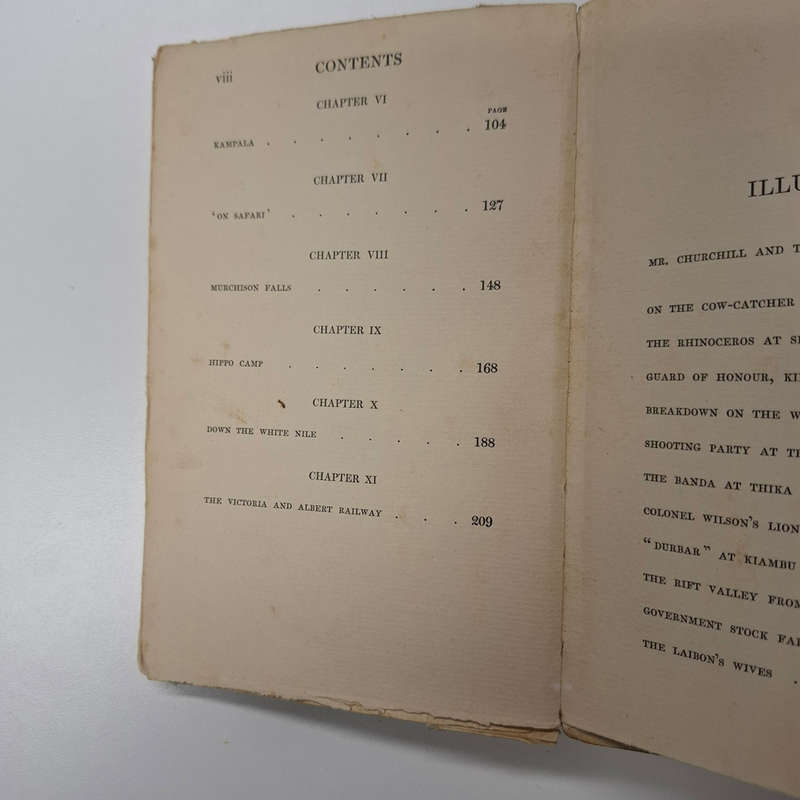 viii CONTENTS
CHAPTER VI
PAGE
KAMPALA . . . . . . . . 104
CHAPTER VII
'ON SAFARI' . . . . . . . 127
CHAPTER VIII
MURCHISON FALLS . . . . . . 148
CHAPTER IX
HIPPO CAMP . . . . . . . 168
CHAPTER X
DOWN THE WHITE NILE . . . . . 188
CHAPTER XI
THE VICTORIA AND ALBERT RAILWAY . . . 209
ILLU
MR. CHURCHILL AND T
ON THE COW-CATCHER
THE RHINOCEROS AT
GUARD OF HONOUR,
BREAKDOWN ON THE W
SHOOTING PARTY AT
THE BANDA AT THIKA
COLONEL WILSON'S LION
"DURBAR" AT KIAMBU
THE RIFT VALLEY FROM
GOVERNMENT STOCK
THE LAIBON'S WIVES .